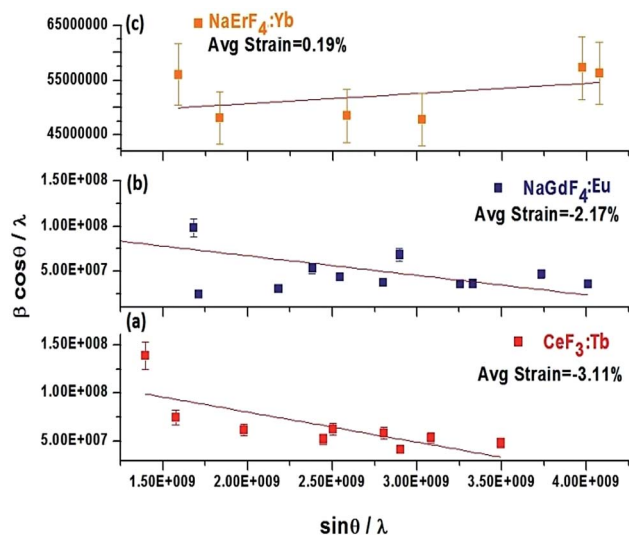 (c)
NaErF4:Yb
Avg Strain=0.19%
65000000
55000000
45000000
(b)
NaGdF4:Eu
Avg Strain=-2.17%
1.50E+008
1.00E+008
5.00E+007
(a)
CeF3:Tb
Avg Strain=-3.11%
1.50E+008
1.00E+008
5.00E+007
β cosθ / λ
1.50E+009 2.00E+009 2.50E+009 3.00E+009 3.50E+009 4.00E+009
sinθ / λ